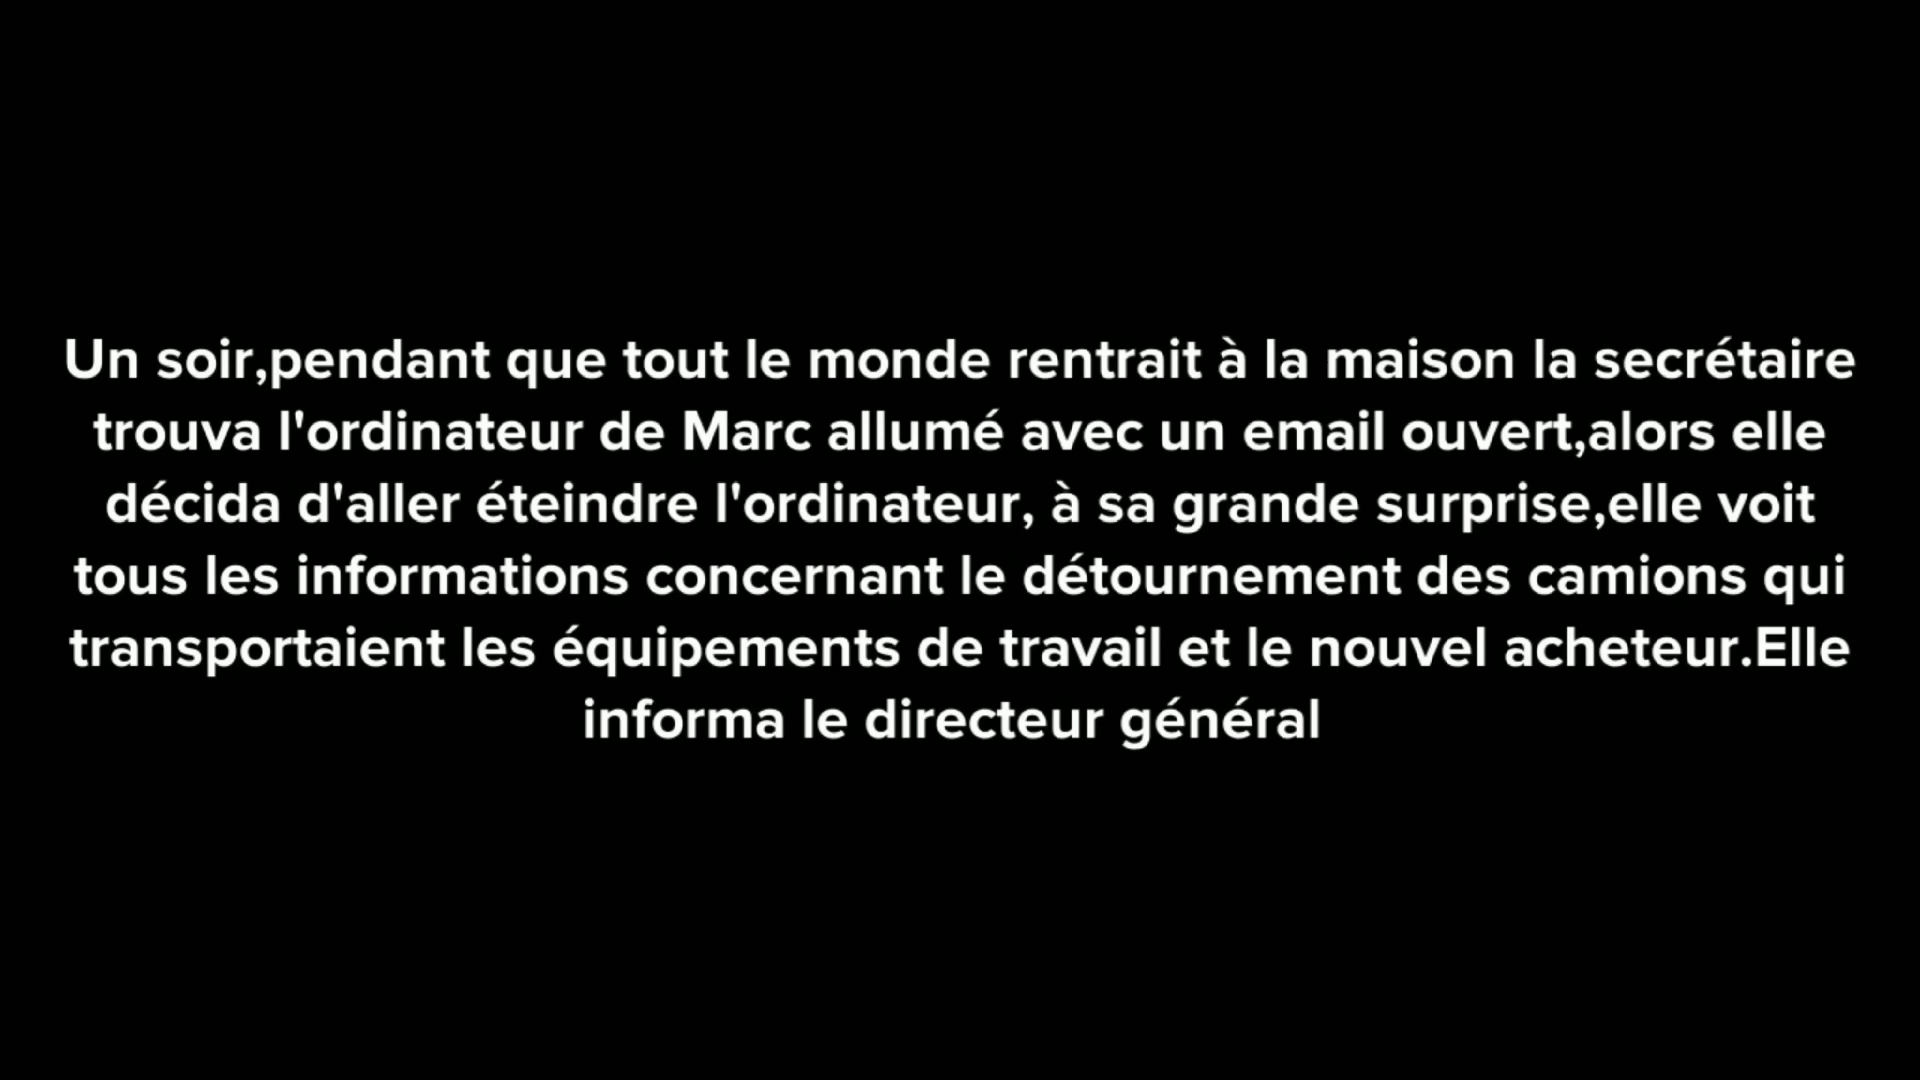 Un soir,pendant que tout le monde rentrait à la maison la secrétaire
trouva l'ordinateur de Marc allumé avec un email ouvert,alors elle
décida d'aller éteindre l'ordinateur, à sa grande surprise,elle voit
tous les informations concernant le détournement des camions qui
transportaient les équipements de travail et le nouvel acheteur.Elle
informa le directeur général